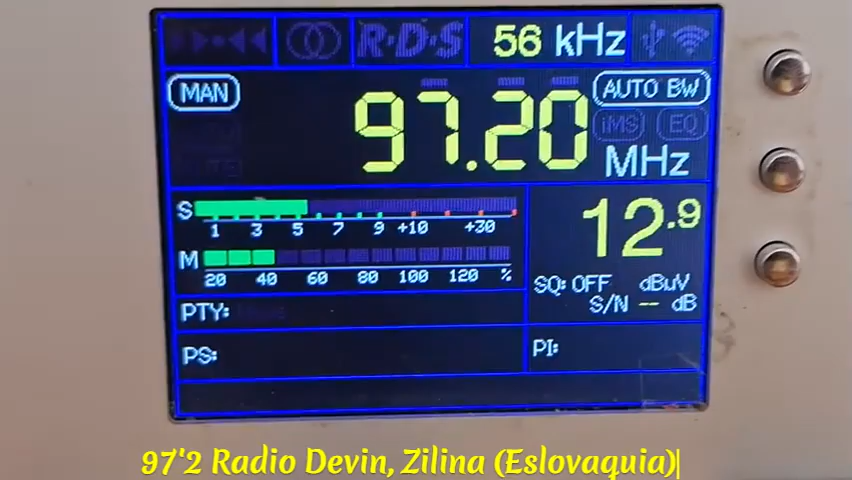 R·D·S 56 kHz
MAN 97.20 AUTO BW
iMS EQ
MHz
S 1 3 5 7 9 +10 +30
12.9
M 20 40 60 80 100 120 %
SQ: OFF dBuV
S/N -- dB
PTY:
PS: PI:
97'2 Radio Devin, Zilina (Eslovaquia)|